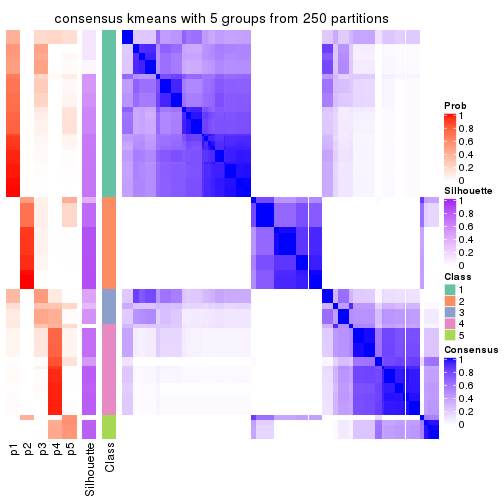 consensus kmeans with 5 groups from 250 partitions
Prob
1
0.8
0.6
0.4
0.2
0
Silhouette
1
0.8
0.6
0.4
0.2
0
Class
1
2
3
4
5
Consensus
1
0.8
0.6
0.4
0.2
0
p1
p2
p3
p4
p5
Silhouette
Class